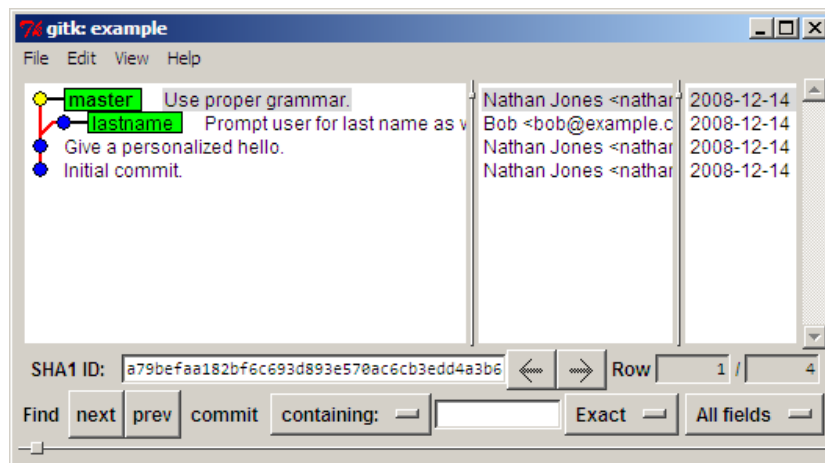 gitk: example
File Edit View Help
master Use proper grammar. Nathan Jones <nathan 2008-12-14
lastname Prompt user for last name as w Bob <bob@example.c 2008-12-14
Give a personalized hello. Nathan Jones <nathan 2008-12-14
Initial commit. Nathan Jones <nathan 2008-12-14
SHA1 ID: a79befaa182bf6c693d893e570ac6cb3edd4a3b6 Row 1 / 4
Find next prev commit containing: Exact All fields